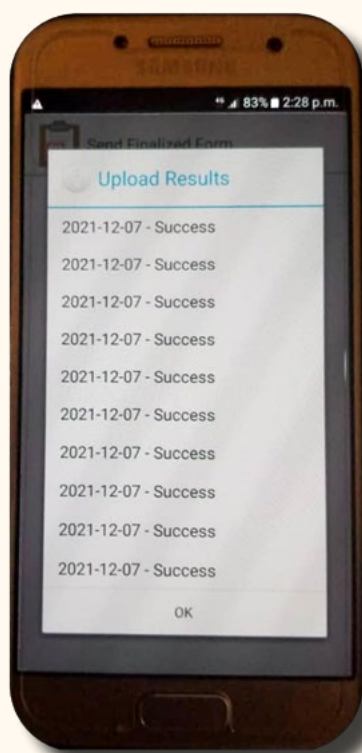 SAMSUNG
83% 2:28 p.m.
Send Finalized Form
Upload Results
2021-12-07 - Success
2021-12-07 - Success
2021-12-07 - Success
2021-12-07 - Success
2021-12-07 - Success
2021-12-07 - Success
2021-12-07 - Success
2021-12-07 - Success
2021-12-07 - Success
2021-12-07 - Success
OK